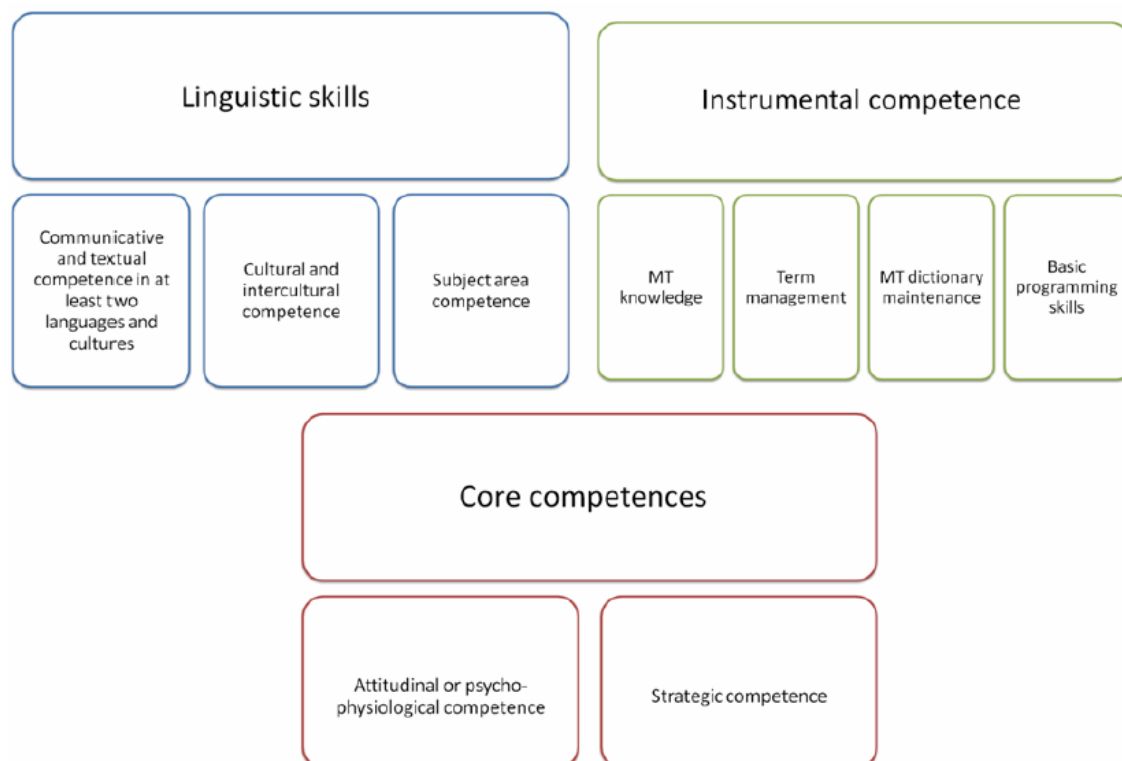 Linguistic skills
Communicative
and textual
competence in at
least two
languages and
cultures
Cultural and
intercultural
competence
Subject area
competence
Instrumental competence
MT
knowledge
Term
management
MT dictionary
maintenance
Basic
programming
skills
Core competences
Attitudinal or psycho-
physiological competence
Strategic competence